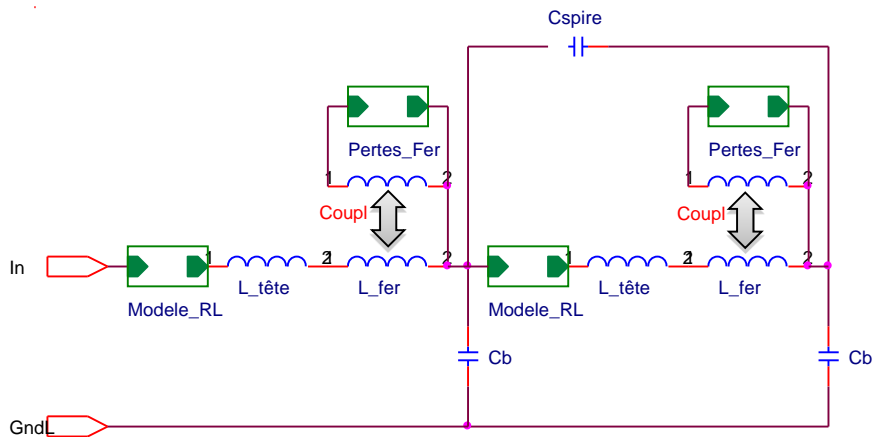 Cspire
Pertes_Fer
Pertes_Fer
1 2
1 2
Coupl
Coupl
In
1 2 1 2
1 2 1 2
L_tête
L_fer
L_tête
L_fer
Modele_RL
Modele_RL
Cb
Cb
GndL